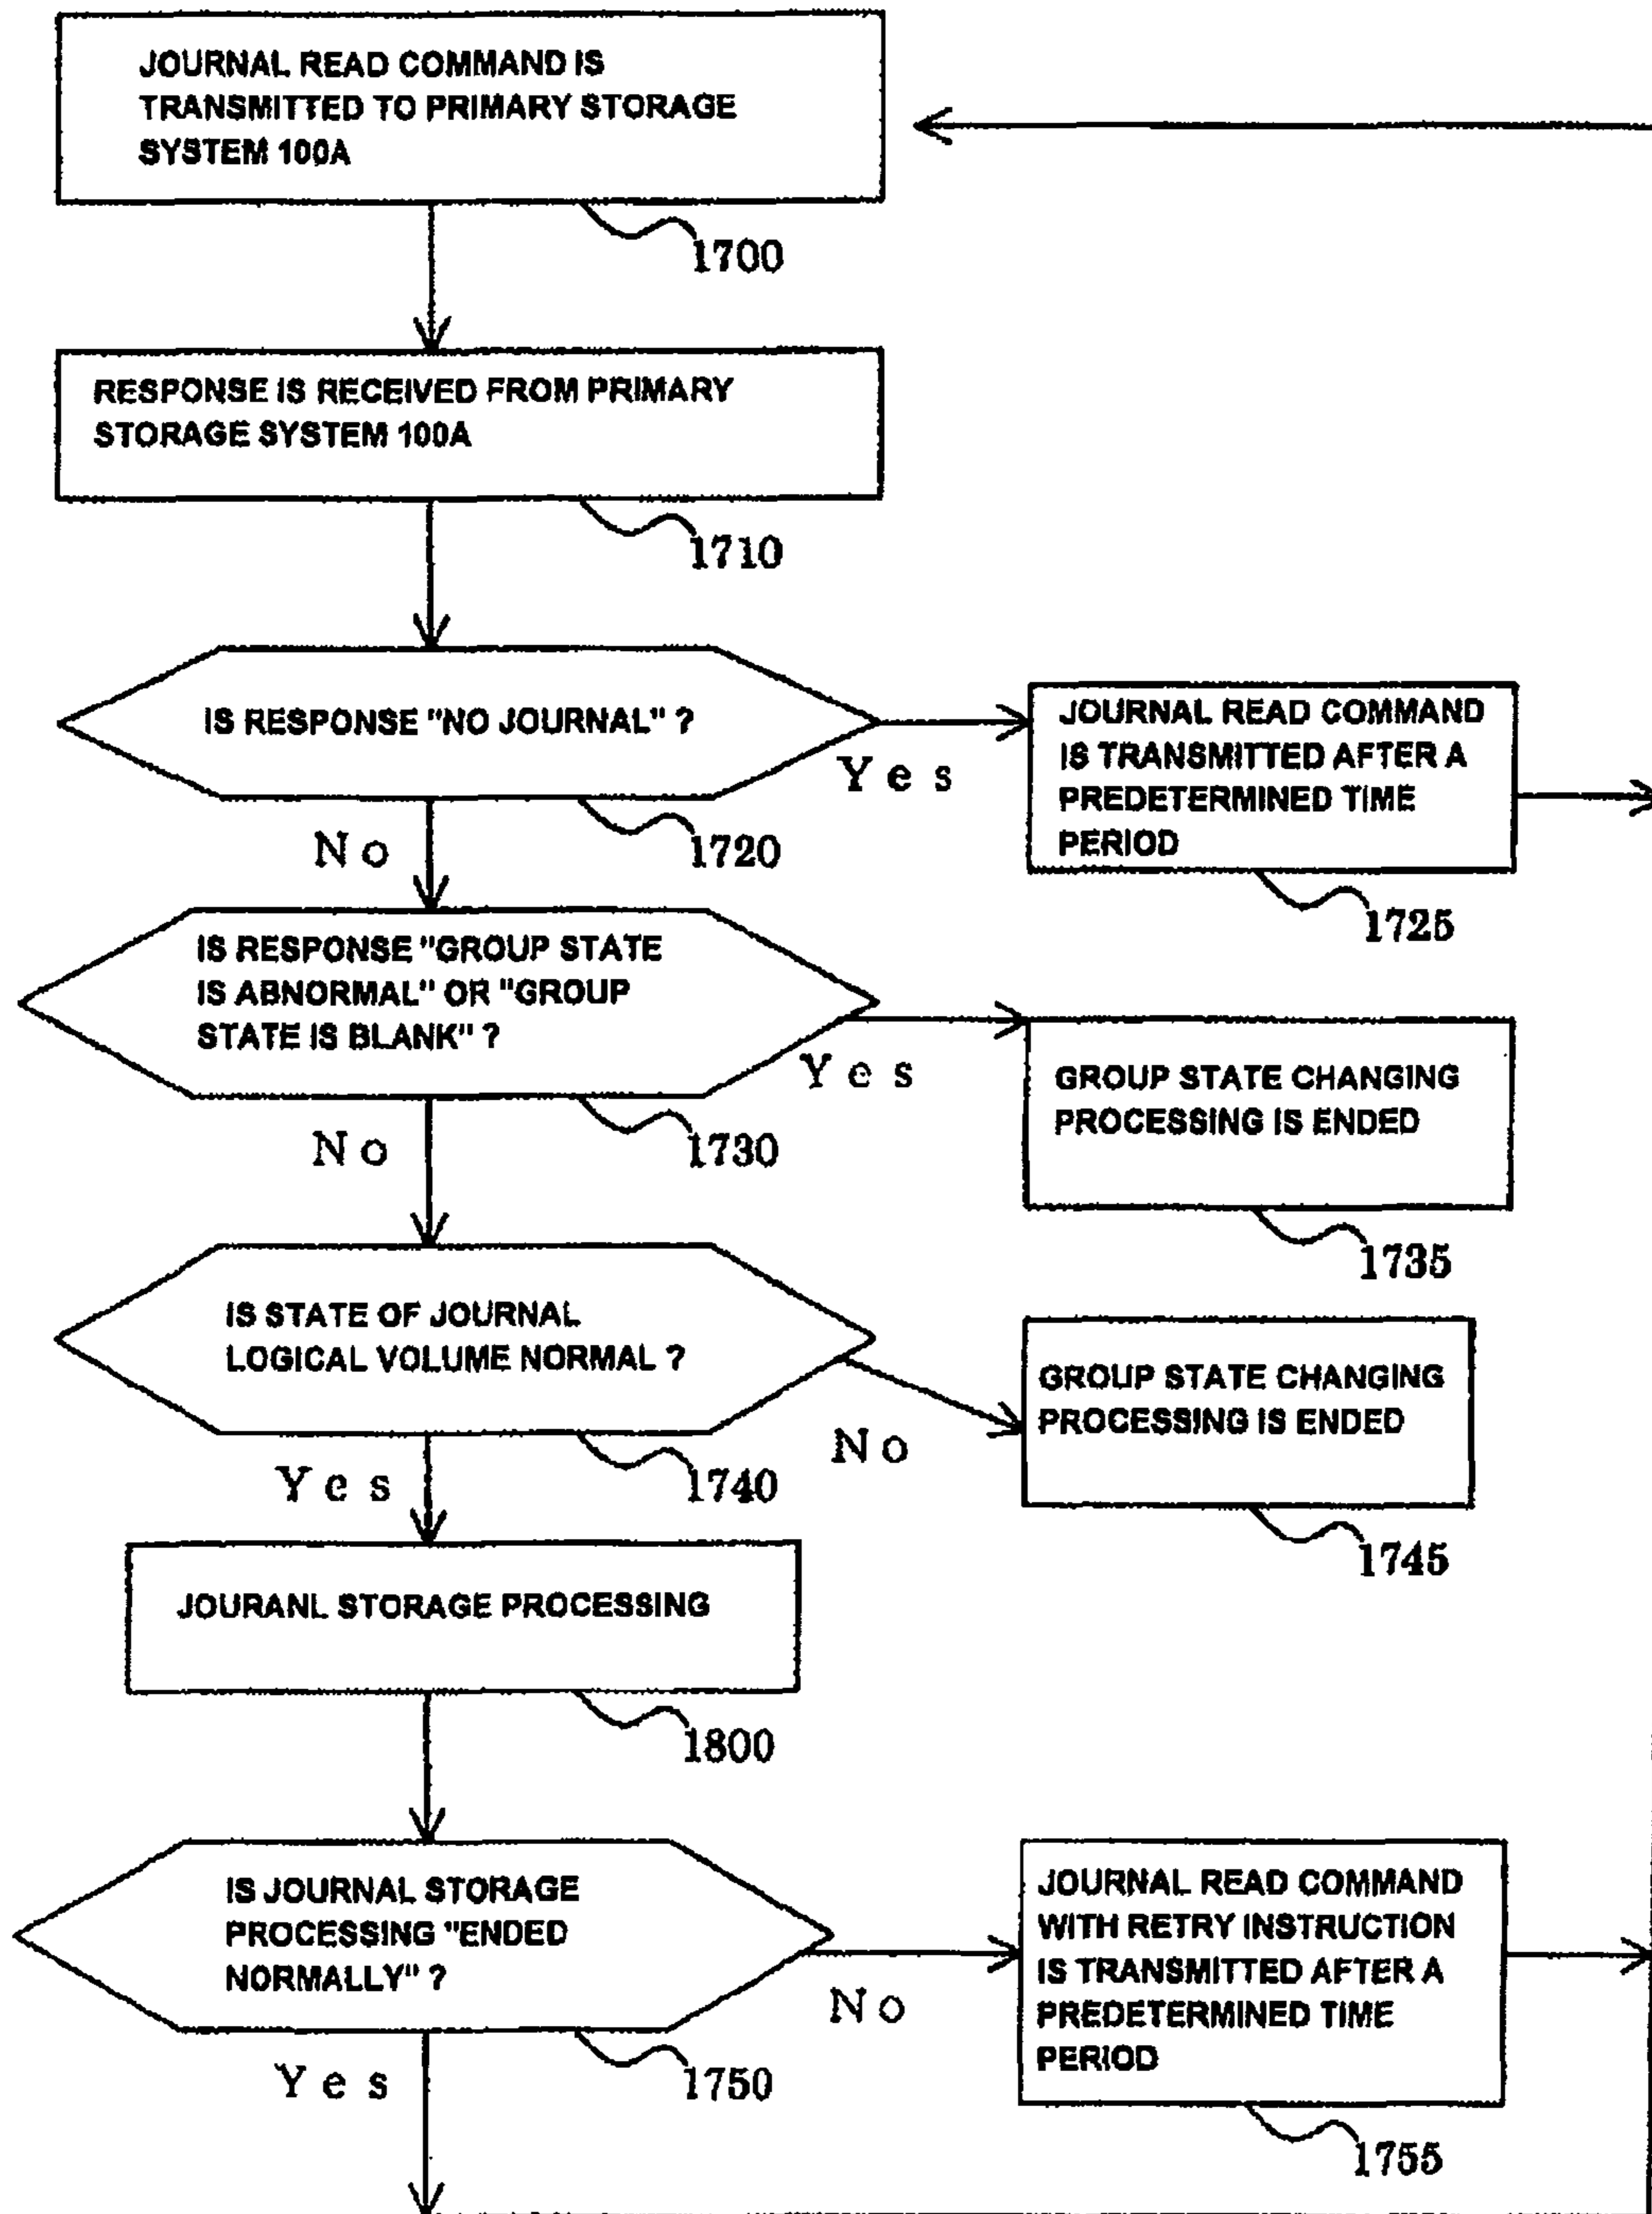 JOURNAL READ COMMAND IS
TRANSMITTED TO PRIMARY STORAGE
SYSTEM 100A
1700
RESPONSE IS RECEIVED FROM PRIMARY
STORAGE SYSTEM 100A
1710
IS RESPONSE "NO JOURNAL" ?
Yes
No
1720
JOURNAL READ COMMAND
IS TRANSMITTED AFTER A
PREDETERMINED TIME
PERIOD
1725
IS RESPONSE "GROUP STATE
IS ABNORMAL" OR "GROUP
STATE IS BLANK" ?
Yes
No
1730
GROUP STATE CHANGING
PROCESSING IS ENDED
1735
IS STATE OF JOURNAL
LOGICAL VOLUME NORMAL ?
No
Yes
1740
GROUP STATE CHANGING
PROCESSING IS ENDED
1745
JOURANL STORAGE PROCESSING
1800
IS JOURNAL STORAGE
PROCESSING "ENDED
NORMALLY" ?
No
Yes
1750
JOURNAL READ COMMAND
WITH RETRY INSTRUCTION
IS TRANSMITTED AFTER A
PREDETERMINED TIME
PERIOD
1755